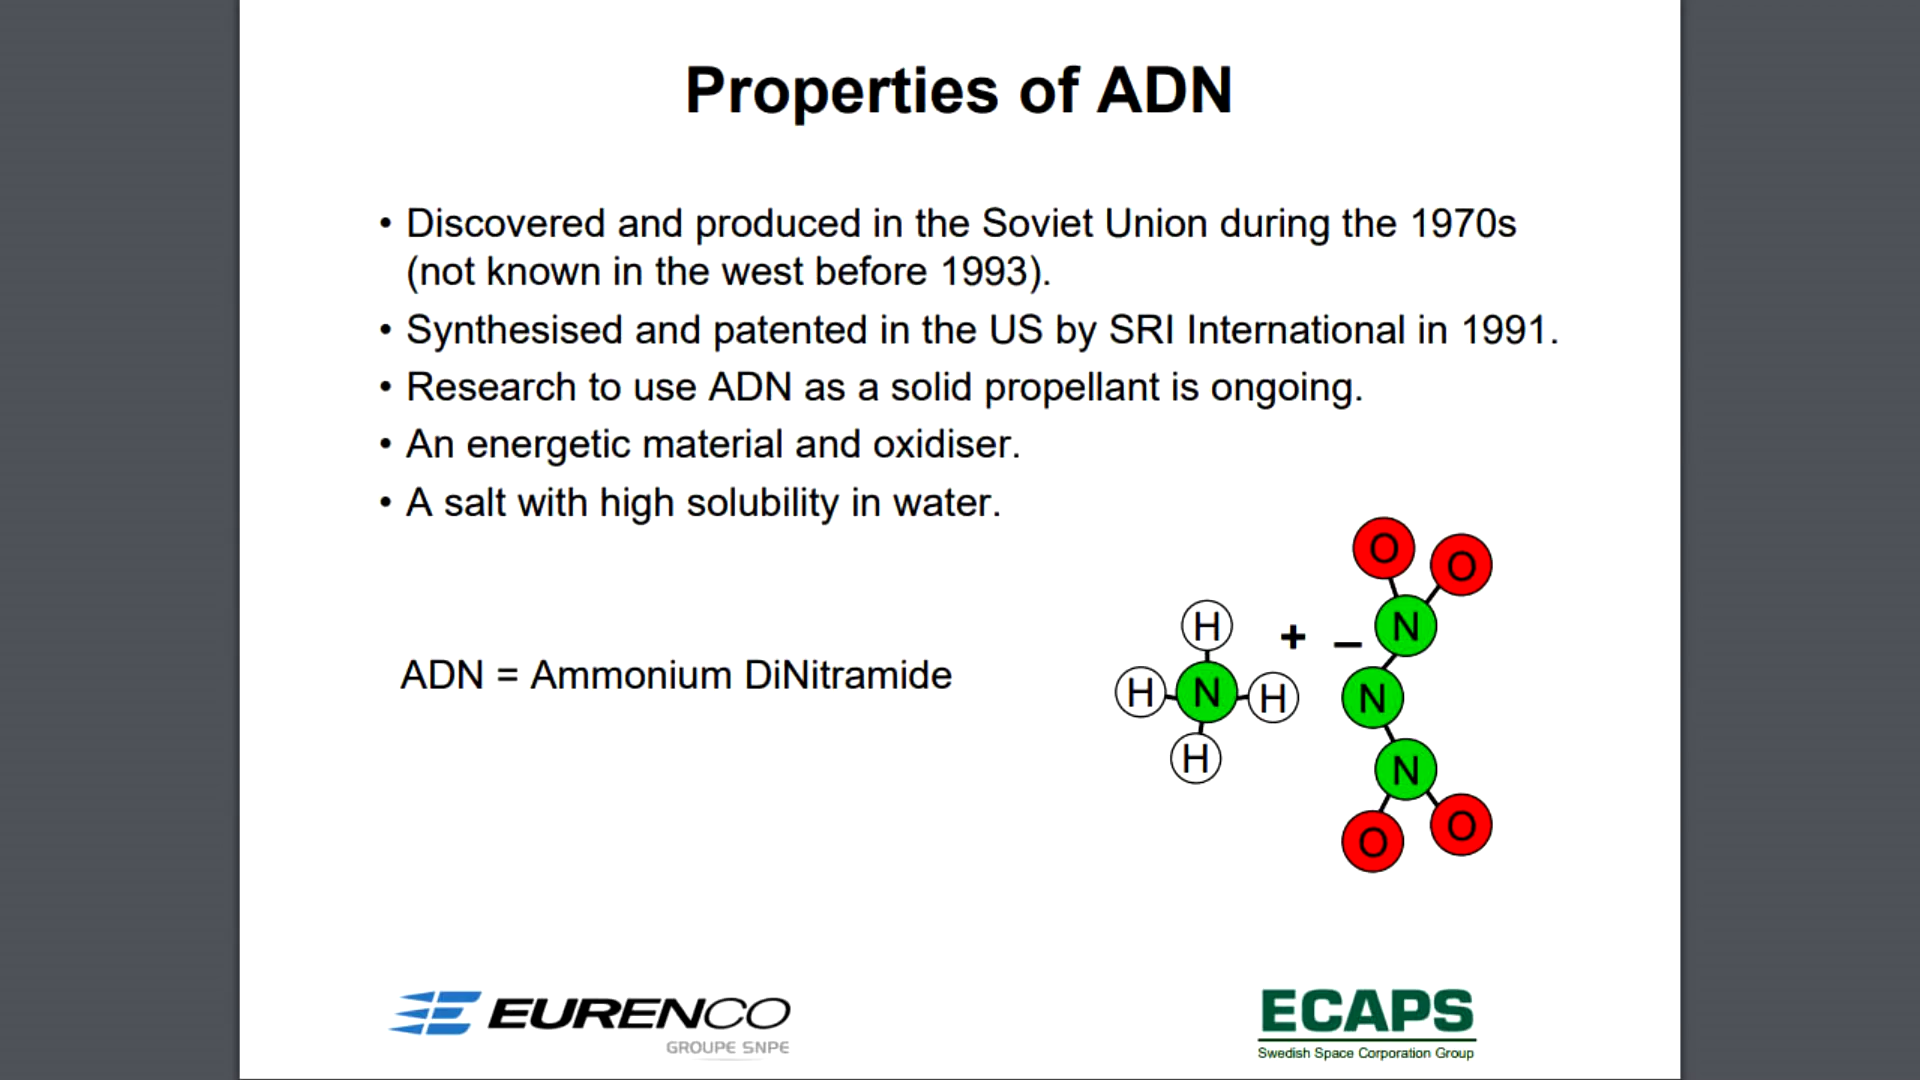 Properties of ADN
• Discovered and produced in the Soviet Union during the 1970s
(not known in the west before 1993).
• Synthesised and patented in the US by SRI International in 1991.
• Research to use ADN as a solid propellant is ongoing.
• An energetic material and oxidiser.
• A salt with high solubility in water.
ADN = Ammonium DiNitramide
H
H N H
H
+ –
O O
N
N
N
O O
EURENCO
GROUPE SNPE
ECAPS
Swedish Space Corporation Group